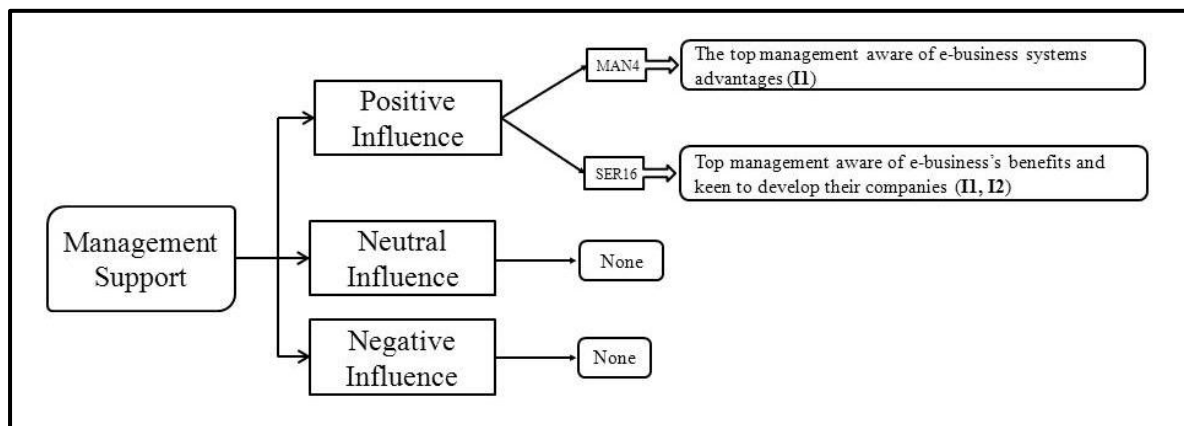 Management
Support
Positive
Influence
MAN4
The top management aware of e-business systems
advantages (I1)
SER16
Top management aware of e-business's benefits and
keen to develop their companies (I1, I2)
Neutral
Influence
None
Negative
Influence
None